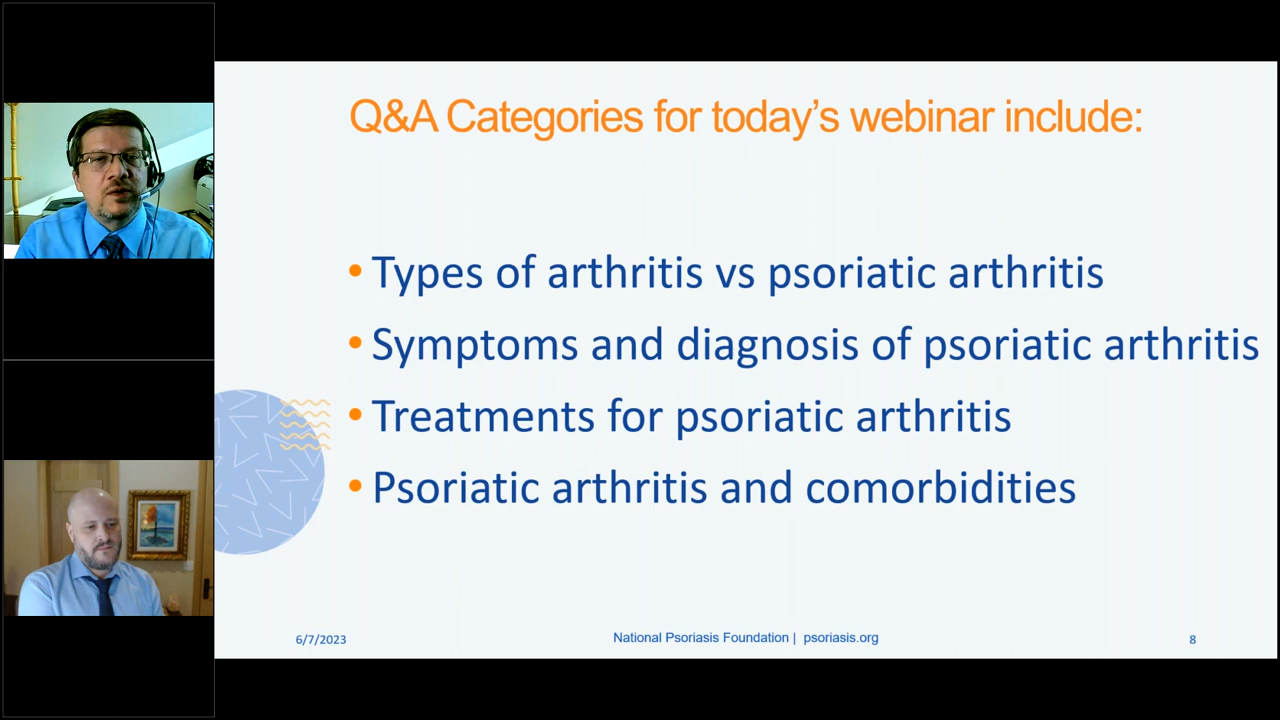 Q&A Categories for today's webinar include:
• Types of arthritis vs psoriatic arthritis
• Symptoms and diagnosis of psoriatic arthritis
• Treatments for psoriatic arthritis
• Psoriatic arthritis and comorbidities
6/7/2023
National Psoriasis Foundation | psoriasis.org
8